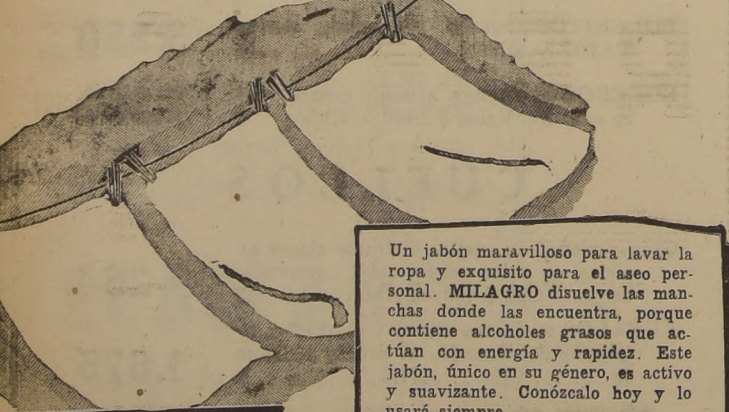 Un jabón maravilloso para lavar la
ropa y exquisito para el aseo per-
sonal. MILAGRO disuelve las man-
chas donde las encuentra, porque
contiene alcoholes grasos que ac-
túan con energía y rapidez. Este
jabón, único en su género, es activo
y suavizante. Conózcalo hoy y lo
usará siempre